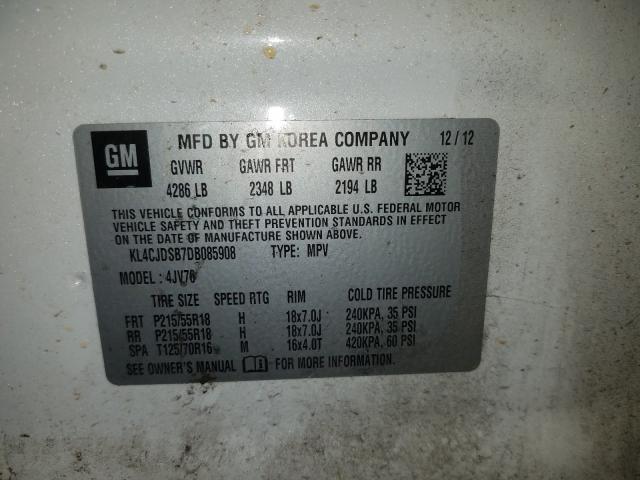 GM
MFD BY GM KOREA COMPANY 12 / 12
GVWR GAWR FRT GAWR RR
4286 LB 2348 LB 2194 LB
THIS VEHICLE CONFORMS TO ALL APPLICABLE U.S. FEDERAL MOTOR
VEHICLE SAFETY AND THEFT PREVENTION STANDARDS IN EFFECT
ON THE DATE OF MANUFACTURE SHOWN ABOVE.
KL4CJDSB7DB085908 TYPE: MPV
MODEL: 4JV76
TIRE SIZE SPEED RTG RIM COLD TIRE PRESSURE
FRT P215/55R18 H 18x7.0J 240KPA, 35 PSI
RR P215/55R18 H 18x7.0J 240KPA, 35 PSI
SPA T125/70R16 M 16x4.0T 420KPA, 60 PSI
SEE OWNER'S MANUAL FOR MORE INFORMATION.